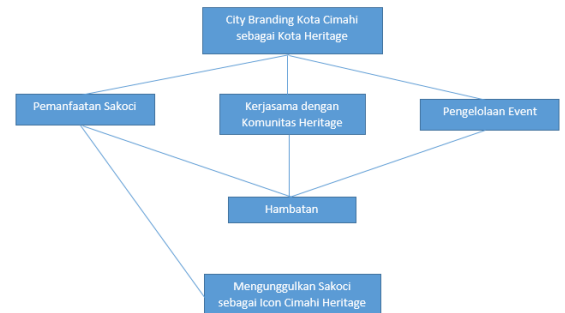 City Branding Kota Cimahi
sebagai Kota Heritage
Pemanfaatan Sakoci
Kerjasama dengan
Komunitas Heritage
Pengelolaan Event
Hambatan
Mengunggulkan Sakoci
sebagai Icon Cimahi Heritage